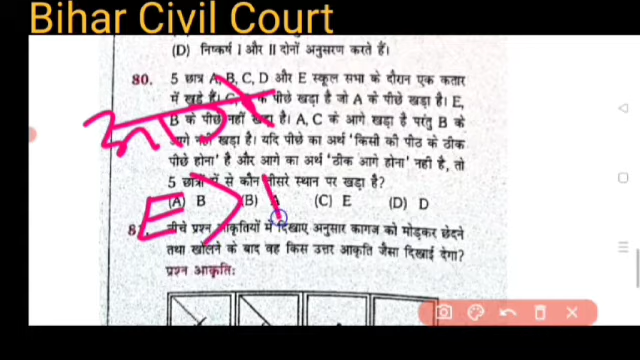 Bihar Civil Court
(D) निष्कर्ष I और II दोनों अनुसरण करते हैं।
80. 5 छात्र A, B, C, D और E स्कूल सभा के दौरान एक कतार
में खड़े हैं। के पीछे खड़ा है जो A के पीछे खड़ा है। E,
B के पीछे नहीं खड़ा है। A, C के आगे खड़ा है परंतु B के
आगे नहीं खड़ा है। यदि पीछे का अर्थ 'किसी की पीठ के ठीक
पीछे होना' है और आगे का अर्थ 'ठीक आगे होना' नही है, तो
5 छात्रों में से कौन तीसरे स्थान पर खड़ा है?
(A) B (B) A (C) E (D) D
E
नीचे प्रश्न आकृतियों में दिखाए अनुसार कागज को मोड़कर छेदने
तथा खोलने के बाद वह किस उत्तर आकृति जैसा दिखाई देगा?
प्रश्न आकृति: